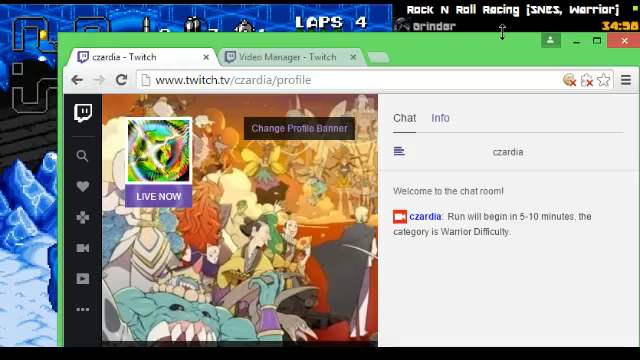 LAPS 4
Rock N Roll Racing [SNES, Warrior]
Grinder
34:58
czardia - Twitch
Video Manager - Twitch
www.twitch.tv/czardia/profile
Change Profile Banner
LIVE NOW
Chat
Info
czardia
Welcome to the chat room!
czardia: Run will begin in 5-10 minutes, the
category is Warrior Difficulty.